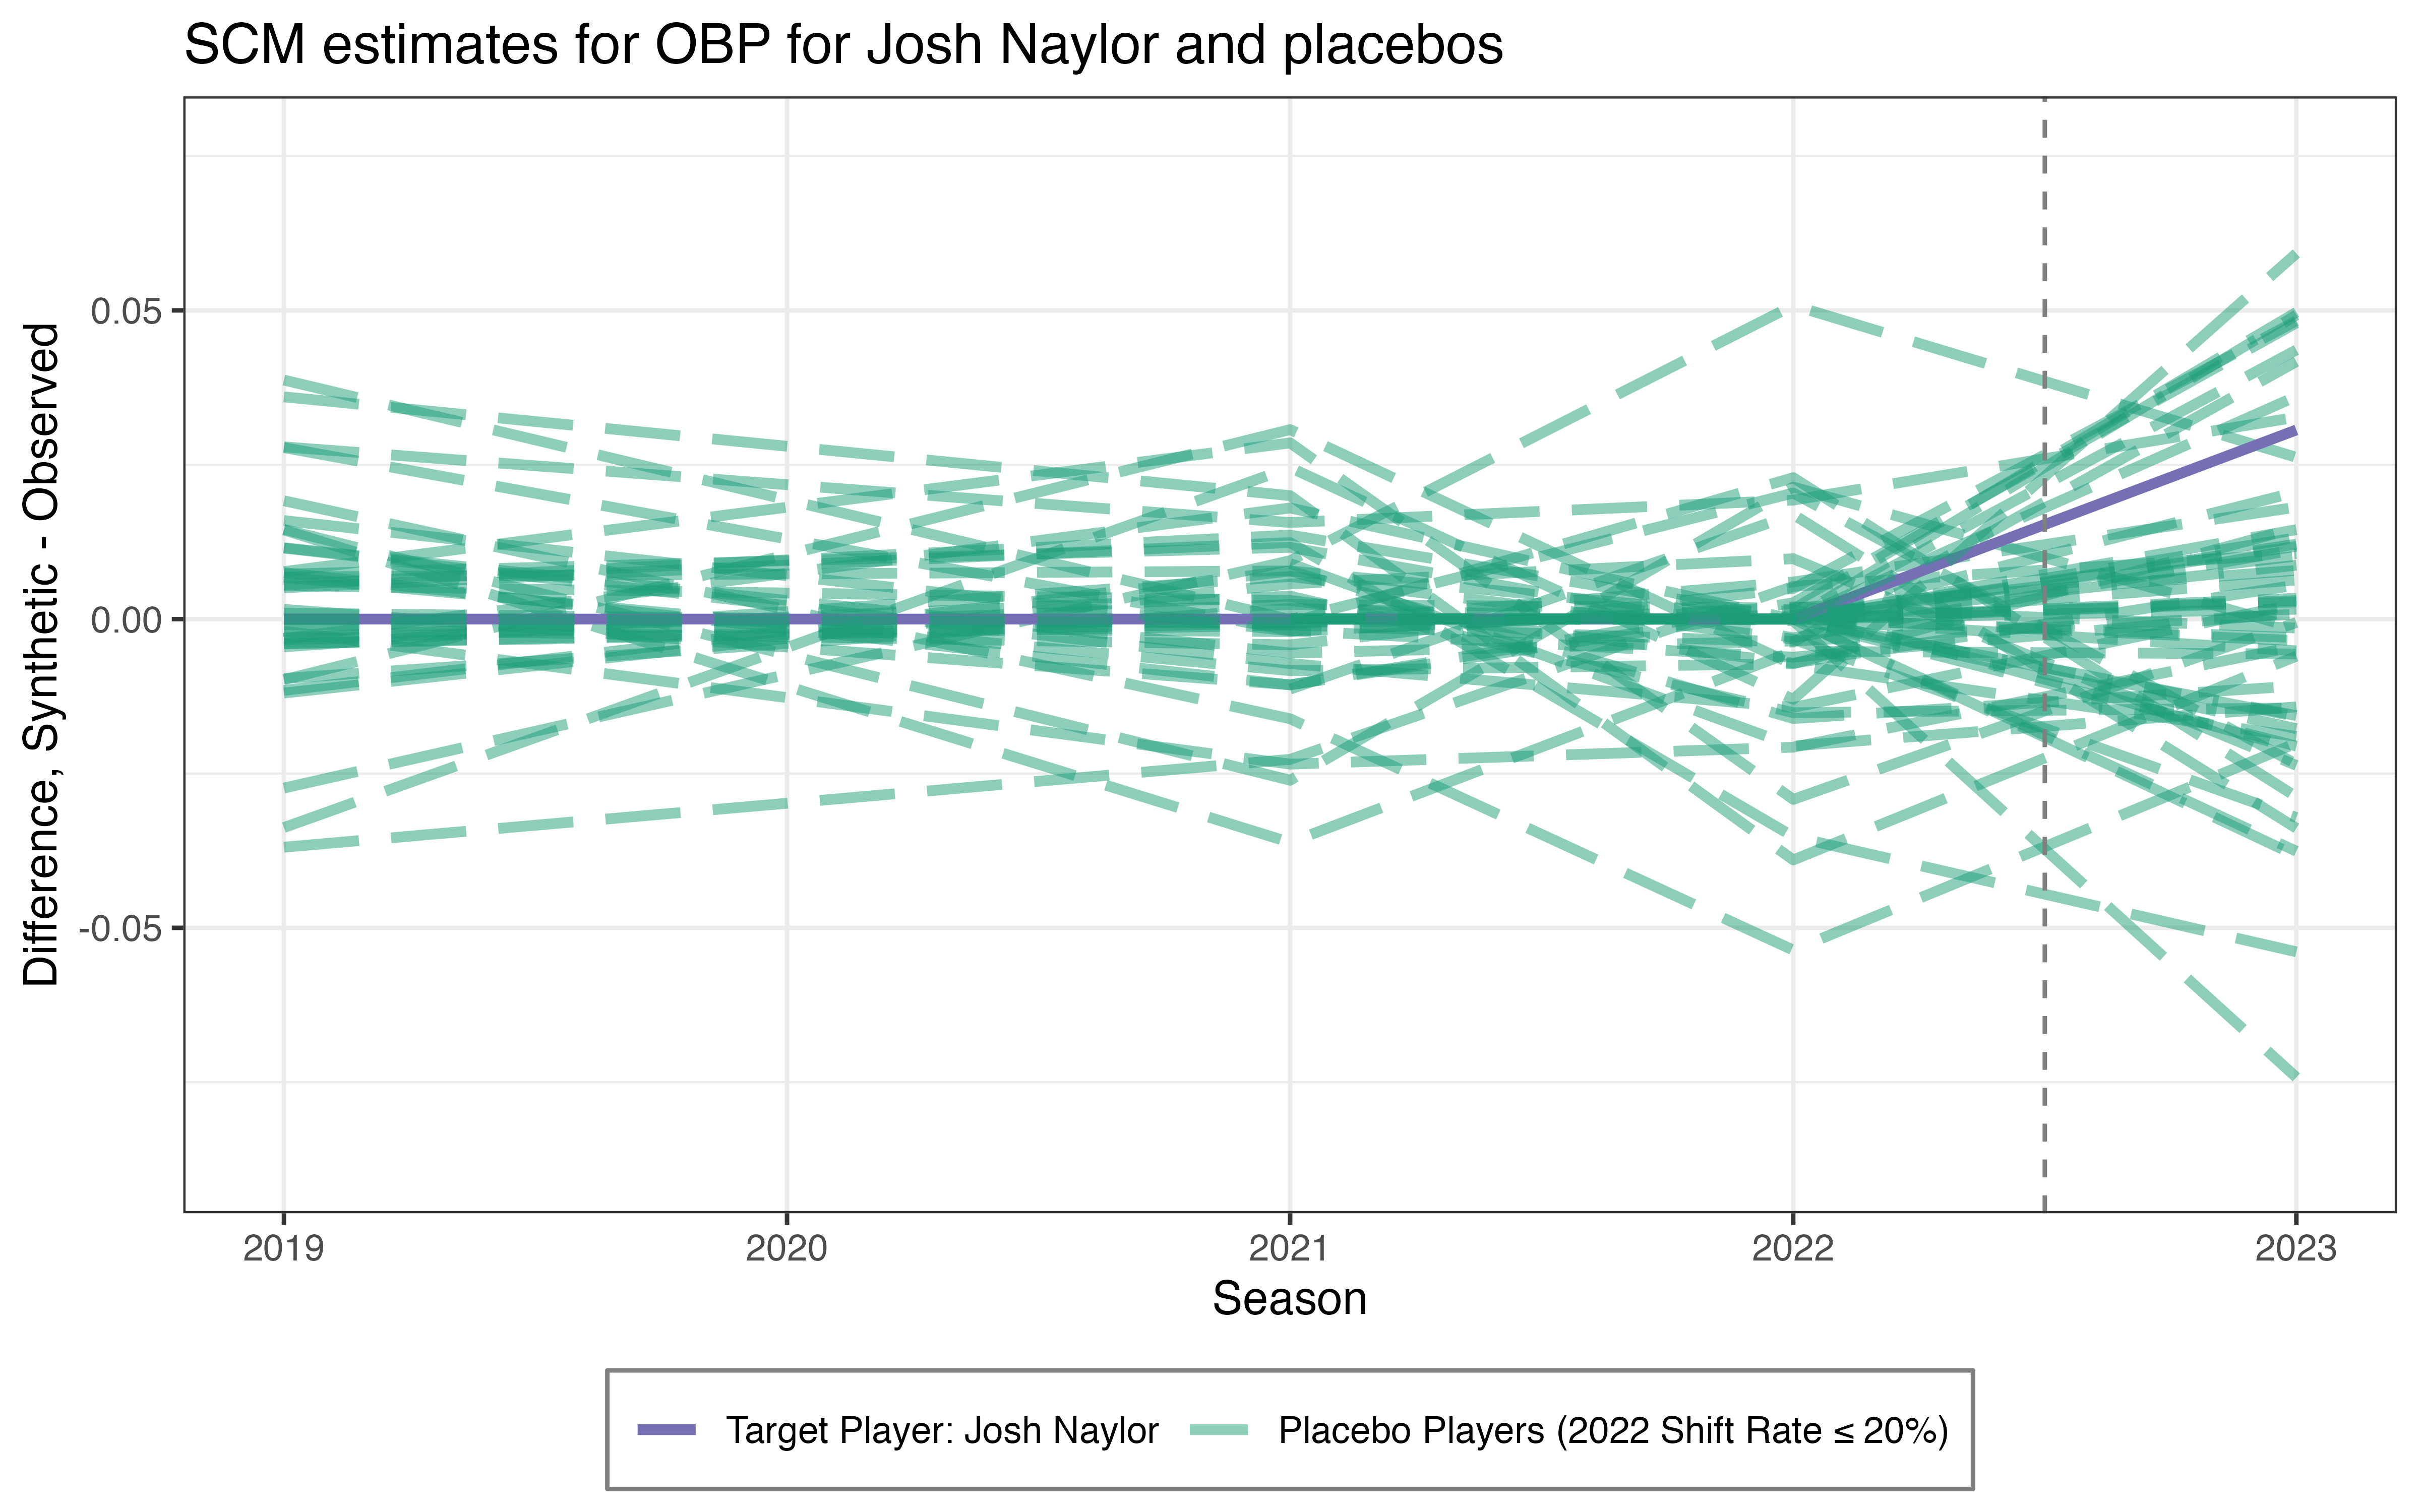 SCM estimates for OBP for Josh Naylor and placebos
Difference, Synthetic - Observed
0.05
0.00
-0.05
2019 2020 2021 2022 2023
Season
Target Player: Josh Naylor Placebo Players (2022 Shift Rate ≤ 20%)